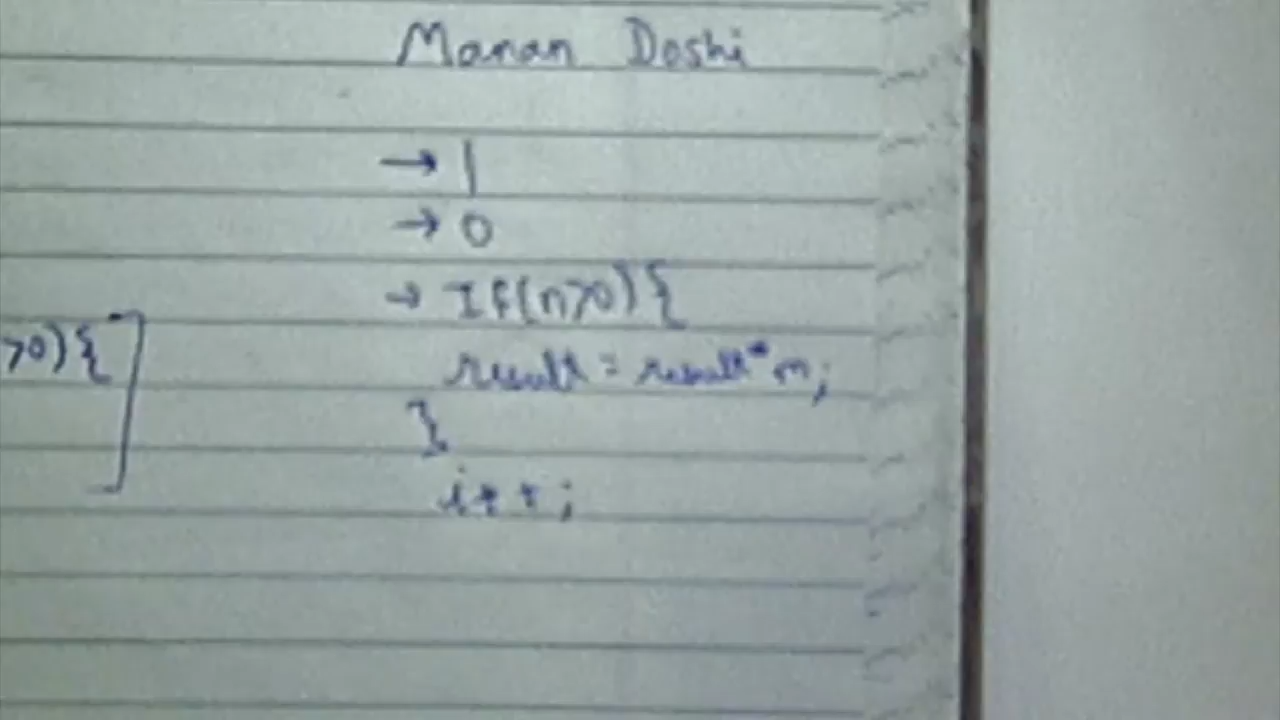 Manan Doshi
→ 1
→ 0
→ If(n>0){
>0){
result = result*n;
}
i++;